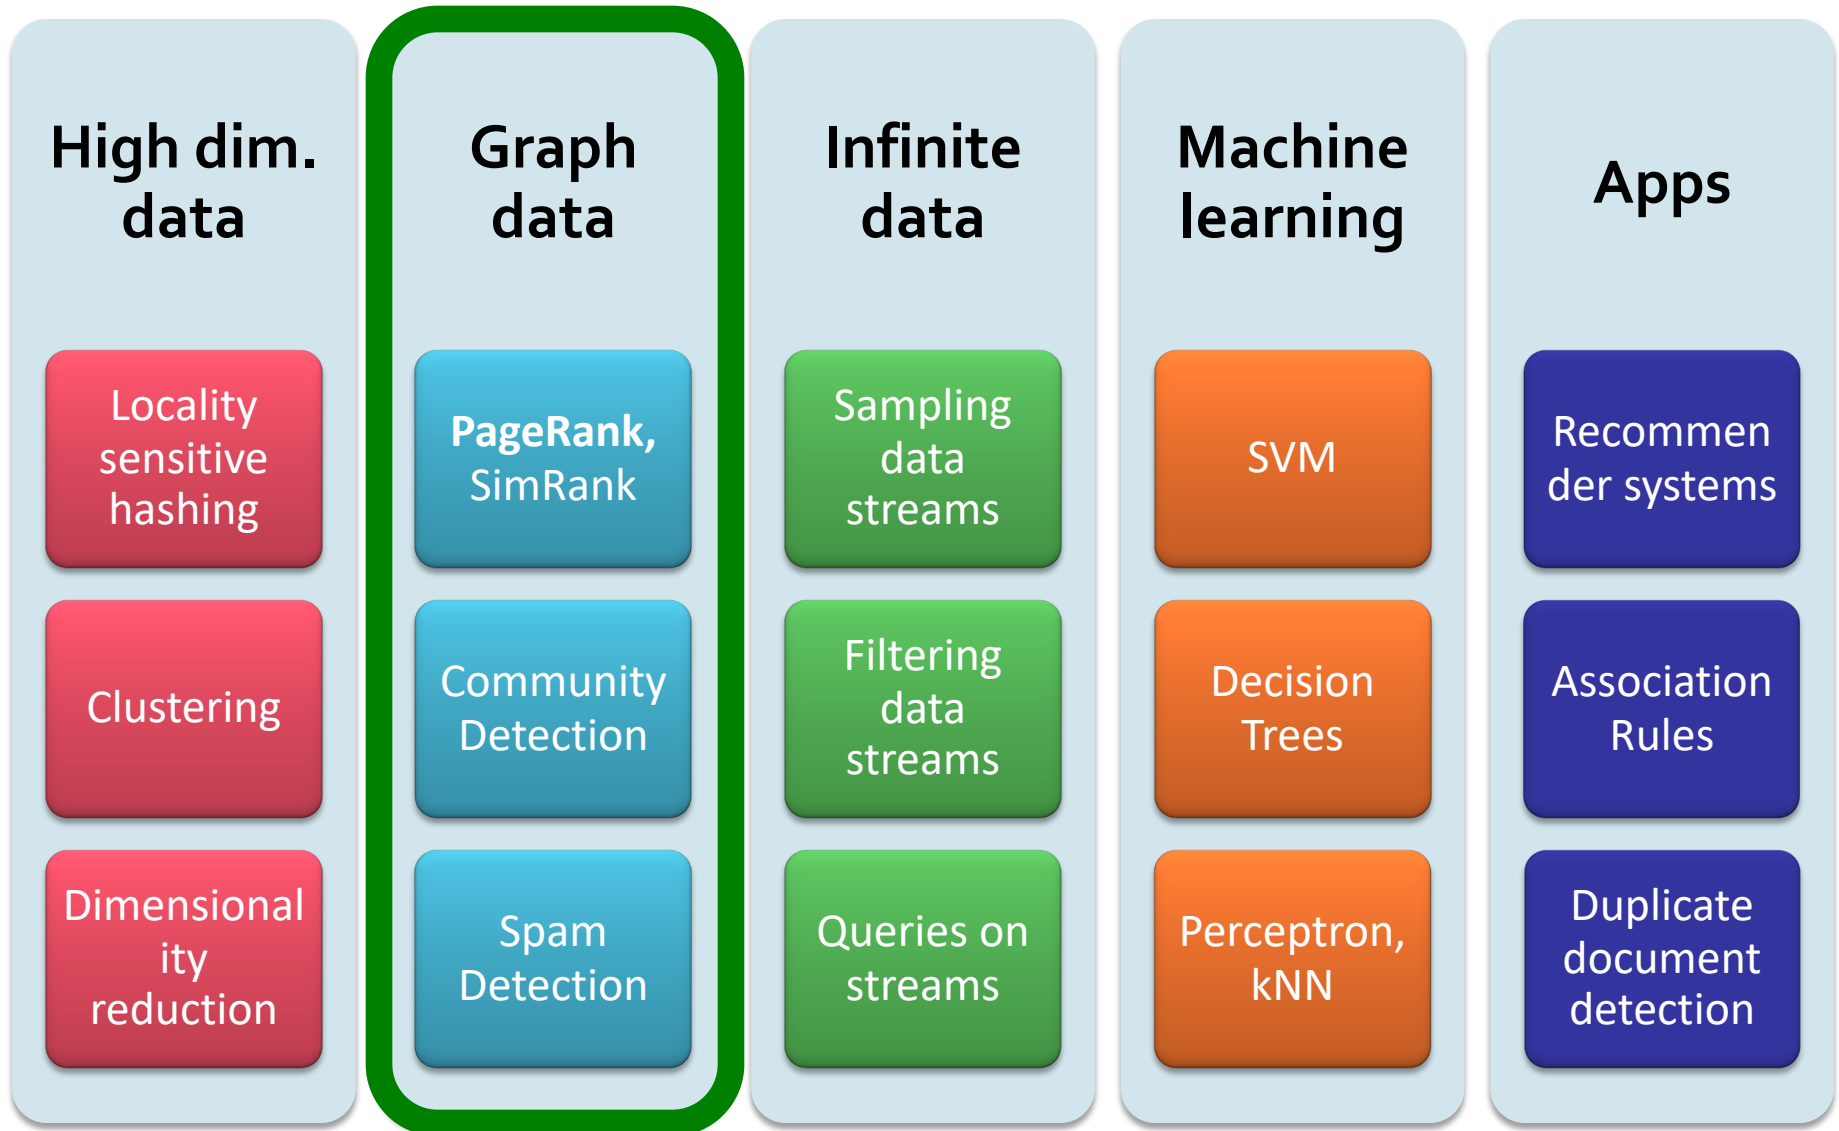 High dim.
data
Locality
sensitive
hashing
Clustering
Dimensional
ity
reduction
Graph
data
PageRank,
SimRank
Community
Detection
Spam
Detection
Infinite
data
Sampling
data
streams
Filtering
data
streams
Queries on
streams
Machine
learning
SVM
Decision
Trees
Perceptron,
kNN
Apps
Recommen
der systems
Association
Rules
Duplicate
document
detection